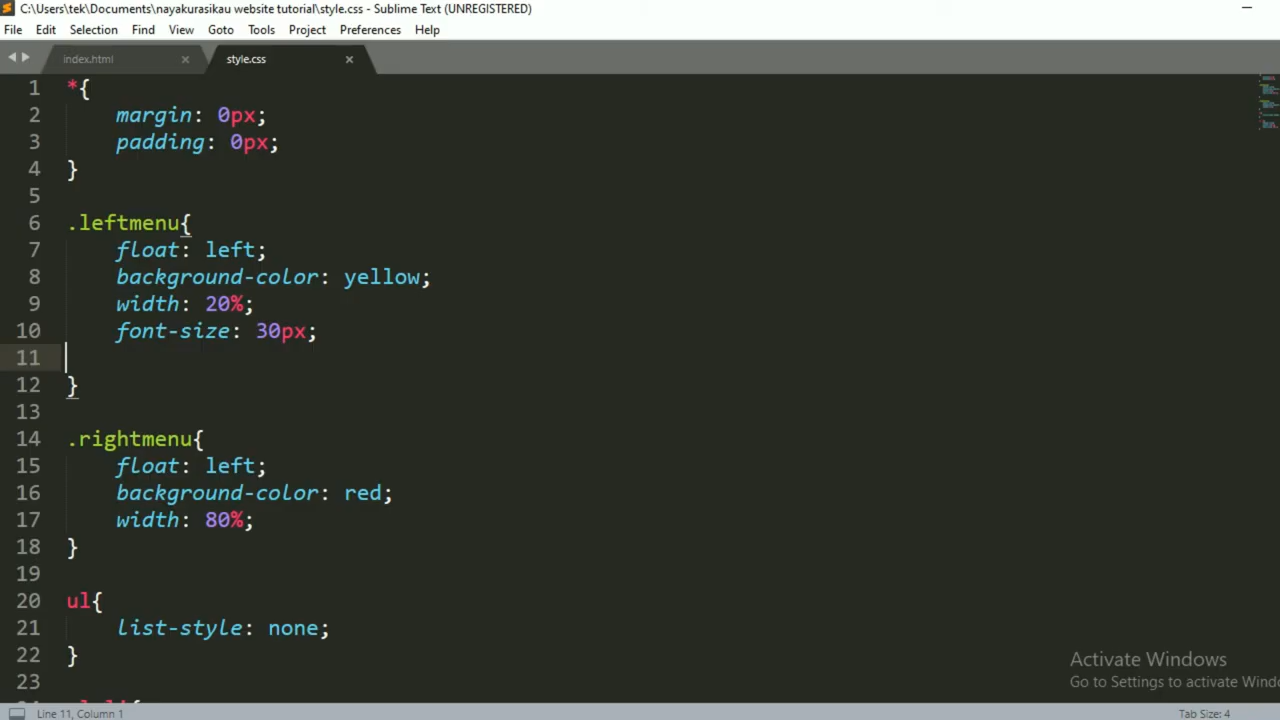 C:\Users\tek\Documents\nayakurasikau website tutorial\style.css - Sublime Text (UNREGISTERED)
File Edit Selection Find View Goto Tools Project Preferences Help
index.html style.css
1 *{
2 margin: 0px;
3 padding: 0px;
4 }
5
6 .leftmenu{
7 float: left;
8 background-color: yellow;
9 width: 20%;
10 font-size: 30px;
11
12 }
13
14 .rightmenu{
15 float: left;
16 background-color: red;
17 width: 80%;
18 }
19
20 ul{
21 list-style: none;
22 }
23
Activate Windows
Go to Settings to activate Wind
Line 11, Column 1
Tab Size: 4